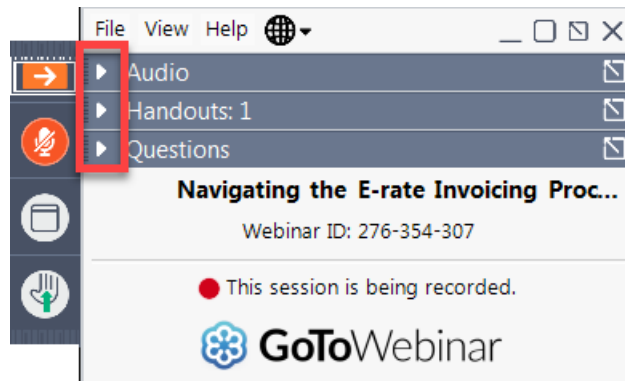 File View Help
Audio
Handouts: 1
Questions
Navigating the E-rate Invoicing Proc...
Webinar ID: 276-354-307
This session is being recorded.
GoToWebinar